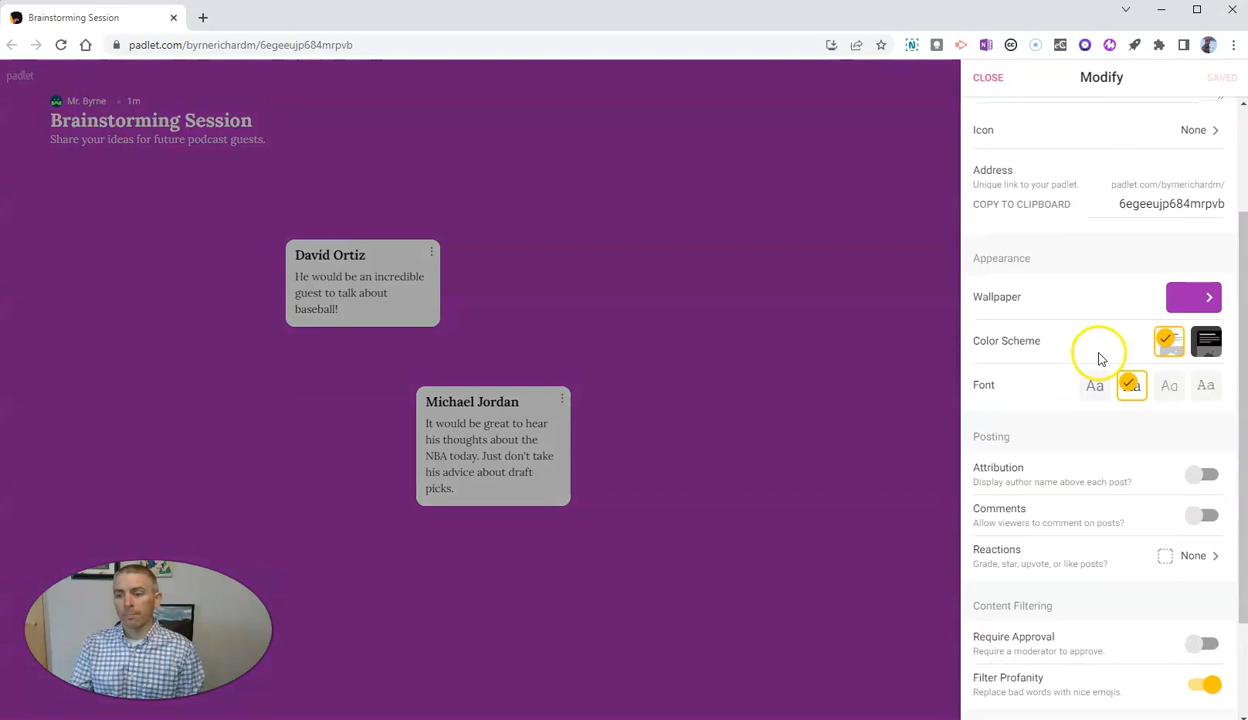 Brainstorming Session
padlet.com/byrnerichardm/6egeeujp684mrpvb
padlet
Mr. Byrne • 1m
Brainstorming Session
Share your ideas for future podcast guests.
David Ortiz
He would be an incredible
guest to talk about
baseball!
Michael Jordan
It would be great to hear
his thoughts about the
NBA today. Just don't take
his advice about draft
picks.
CLOSE Modify SAVED
Icon None
Address
Unique link to your padlet. padlet.com/byrnerichardm/
COPY TO CLIPBOARD 6egeeujp684mrpvb
Appearance
Wallpaper
Color Scheme
Font Aa Aa Aa Aa
Posting
Attribution
Display author name above each post?
Comments
Allow viewers to comment on posts?
Reactions None
Grade, star, upvote, or like posts?
Content Filtering
Require Approval
Require a moderator to approve.
Filter Profanity
Replace bad words with nice emojis.